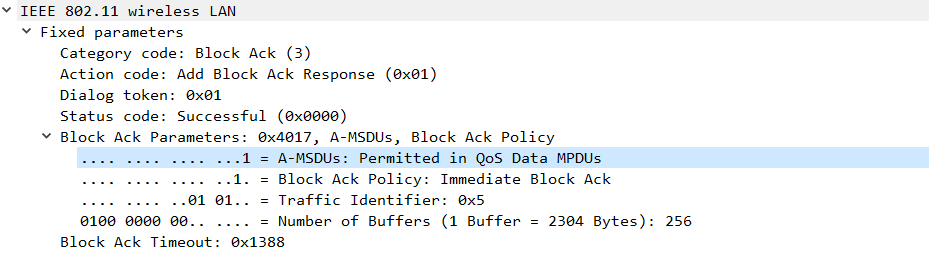 IEEE 802.11 wireless LAN
Fixed parameters
Category code: Block Ack (3)
Action code: Add Block Ack Response (0x01)
Dialog token: 0x01
Status code: Successful (0x0000)
Block Ack Parameters: 0x4017, A-MSDUs, Block Ack Policy
.... .... .... ...1 = A-MSDUs: Permitted in QoS Data MPDUs
.... .... .... ..1. = Block Ack Policy: Immediate Block Ack
.... .... ..01 01.. = Traffic Identifier: 0x5
0100 0000 00.. .... = Number of Buffers (1 Buffer = 2304 Bytes): 256
Block Ack Timeout: 0x1388